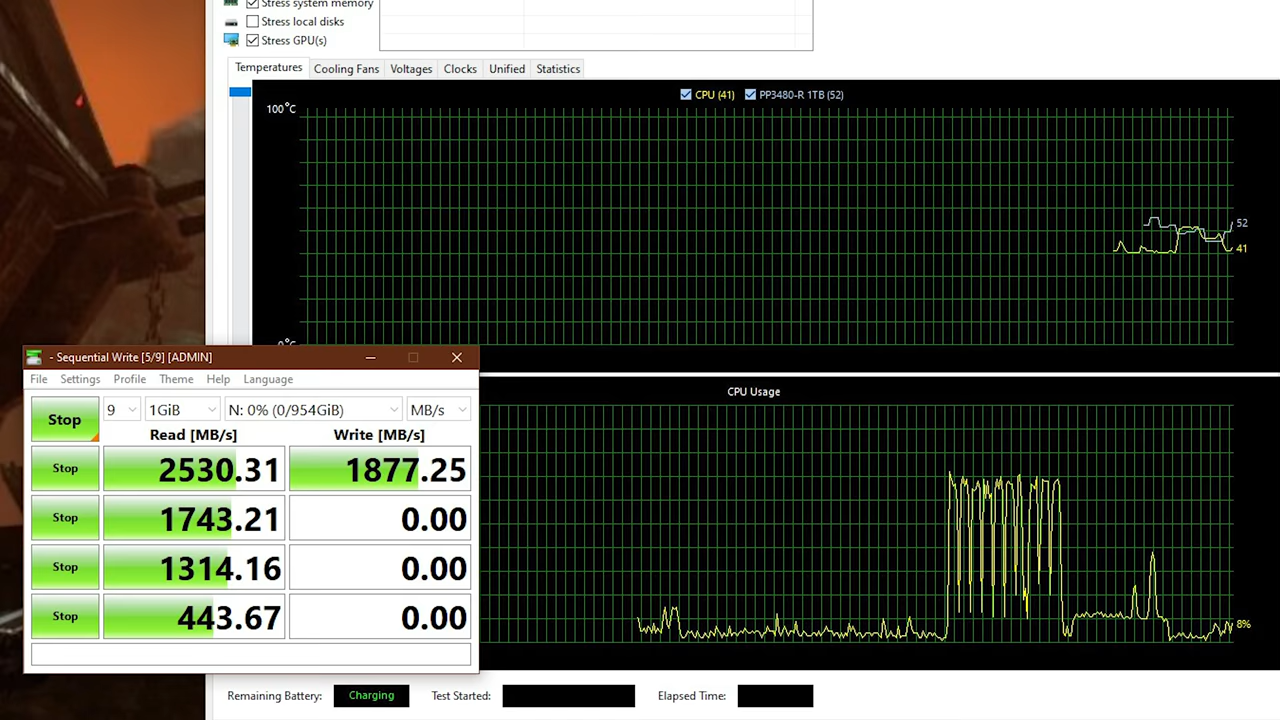 Stress system memory
Stress local disks
Stress GPU(s)
Temperatures Cooling Fans Voltages Clocks Unified Statistics
CPU (41) PP3480-R 1TB (52)
100°C
52
41
0°C
- Sequential Write [5/9] [ADMIN]
File Settings Profile Theme Help Language
Stop 9 1GiB N: 0% (0/954GiB) MB/s
Read [MB/s] Write [MB/s]
Stop 2530.31 1877.25
Stop 1743.21 0.00
Stop 1314.16 0.00
Stop 443.67 0.00
CPU Usage
8%
Remaining Battery: Charging Test Started: Elapsed Time: